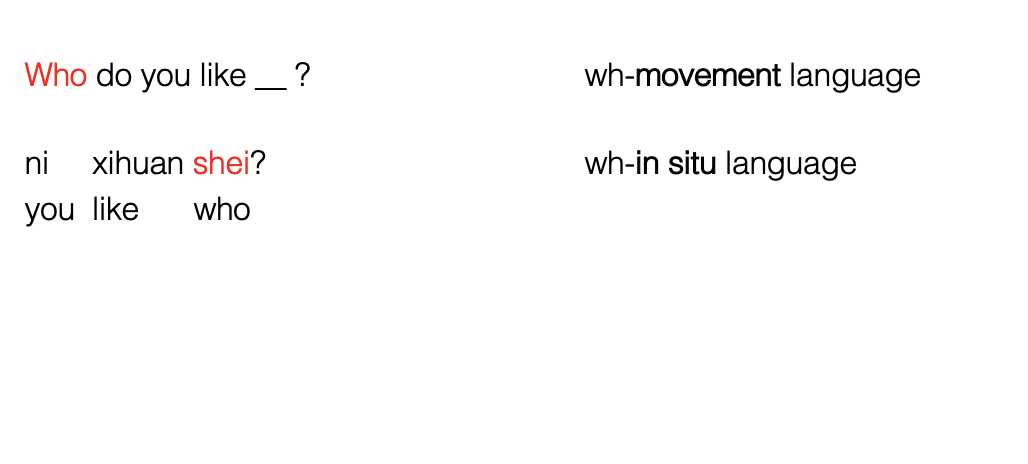 Who do you like __ ? wh-movement language
ni xihuan shei? wh-in situ language
you like who